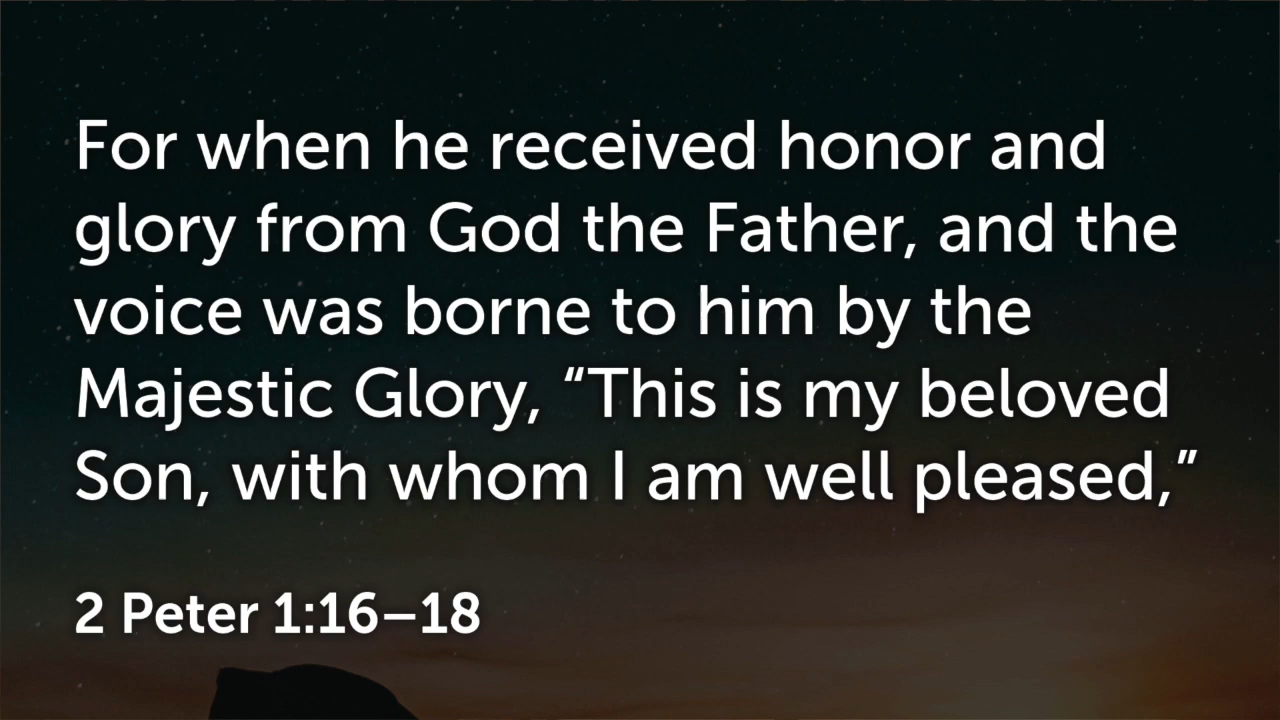 For when he received honor and
glory from God the Father, and the
voice was borne to him by the
Majestic Glory, “This is my beloved
Son, with whom I am well pleased,”
2 Peter 1:16–18